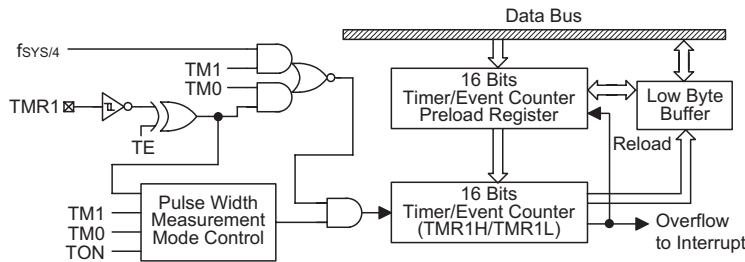 Data Bus
fSYS/4
TM1
TM0
TMR1
TE
16 Bits
Timer/Event Counter
Preload Register
Low Byte
Buffer
Reload
TM1
TM0
TON
Pulse Width
Measurement
Mode Control
16 Bits
Timer/Event Counter
(TMR1H/TMR1L)
Overflow
to Interrupt